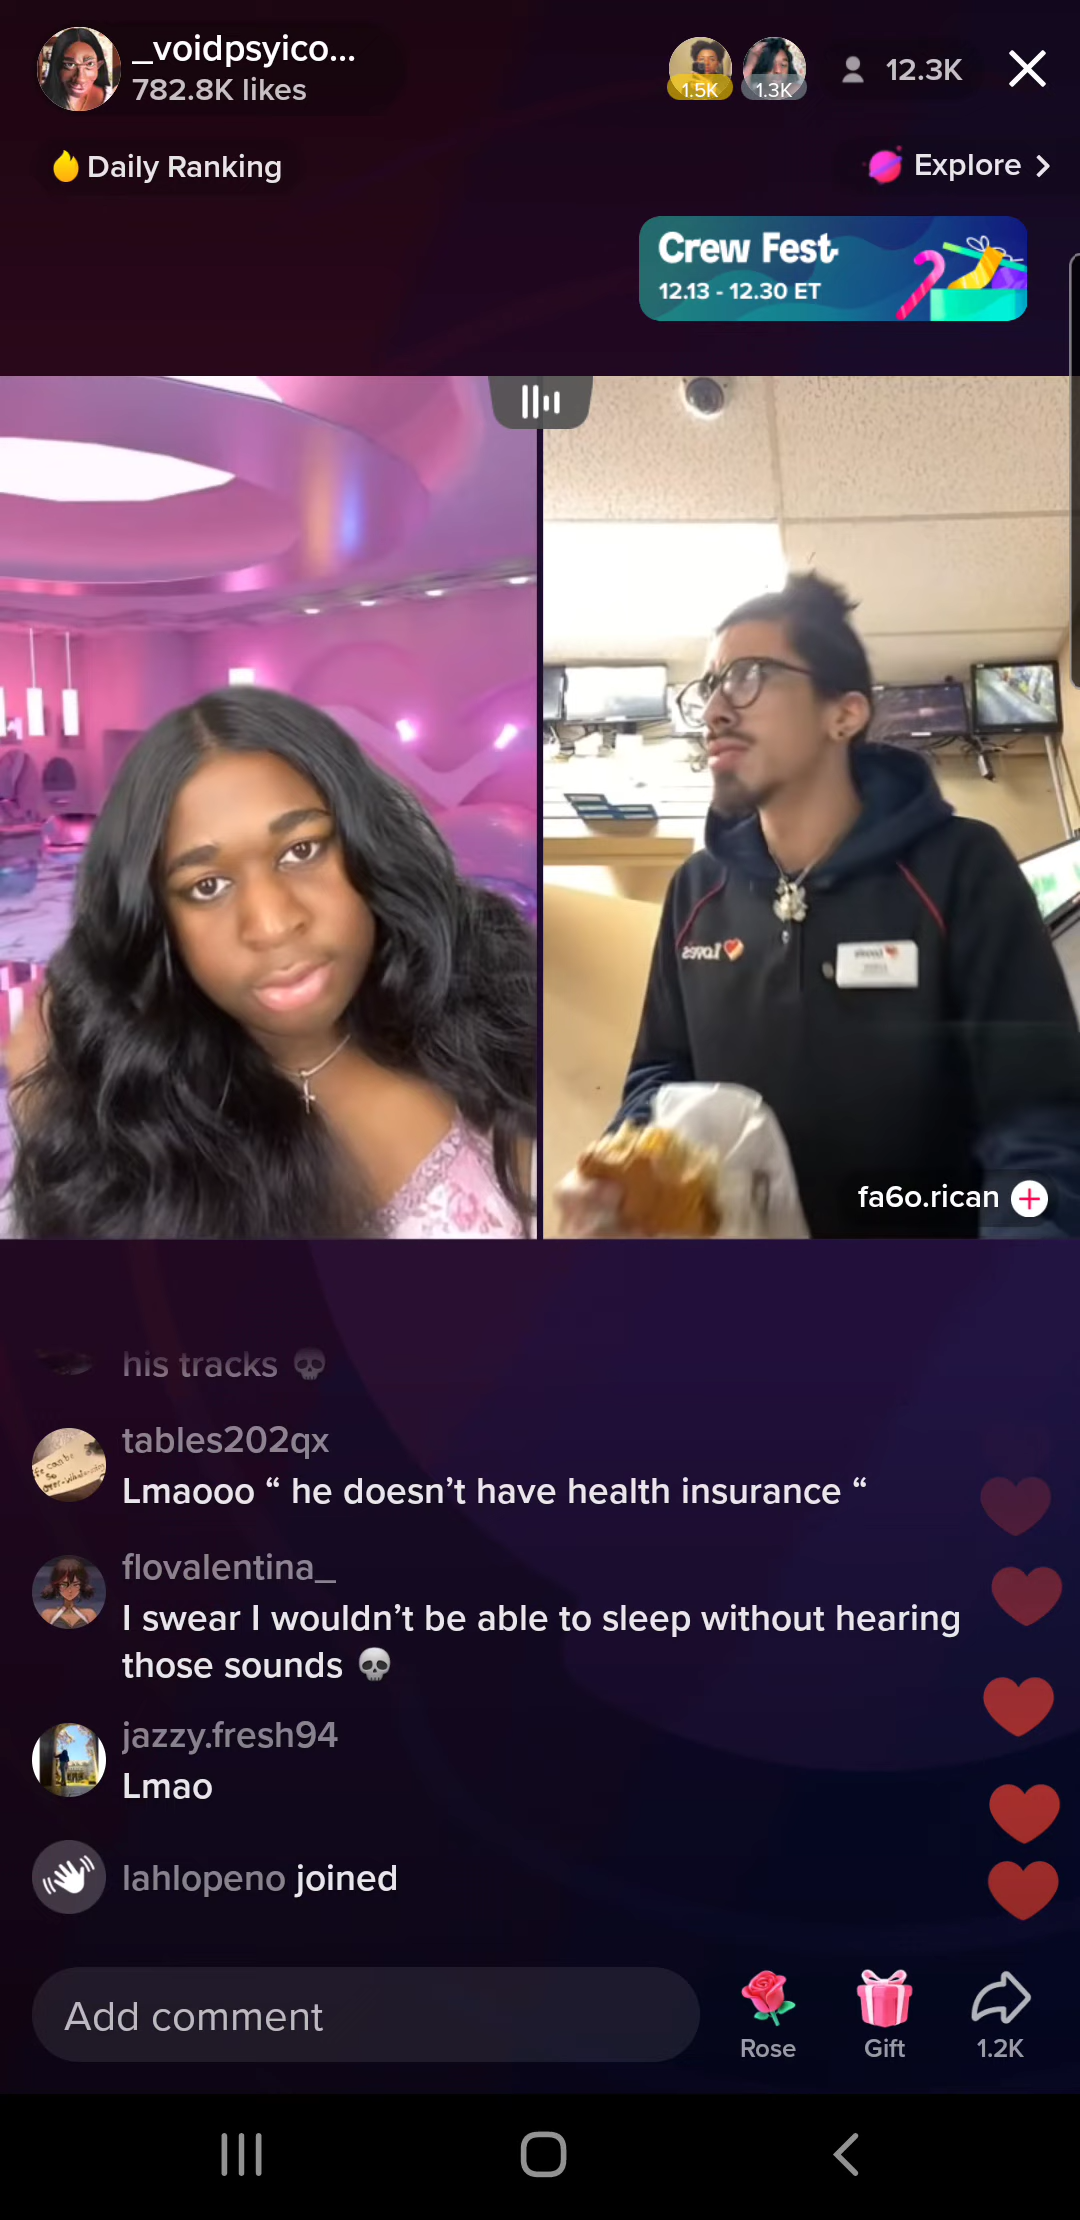 _voidpsyico...
782.8K likes
1.5K
1.3K
12.3K
Daily Ranking
Explore >
Crew Fest
12.13 - 12.30 ET
Loves
fa6o.rican
his tracks 💀
tables202qx
Lmaooo “ he doesn’t have health insurance “
flovalentina_
I swear I wouldn’t be able to sleep without hearing
those sounds 💀
jazzy.fresh94
Lmao
lahlopeno joined
Add comment
Rose
Gift
1.2K